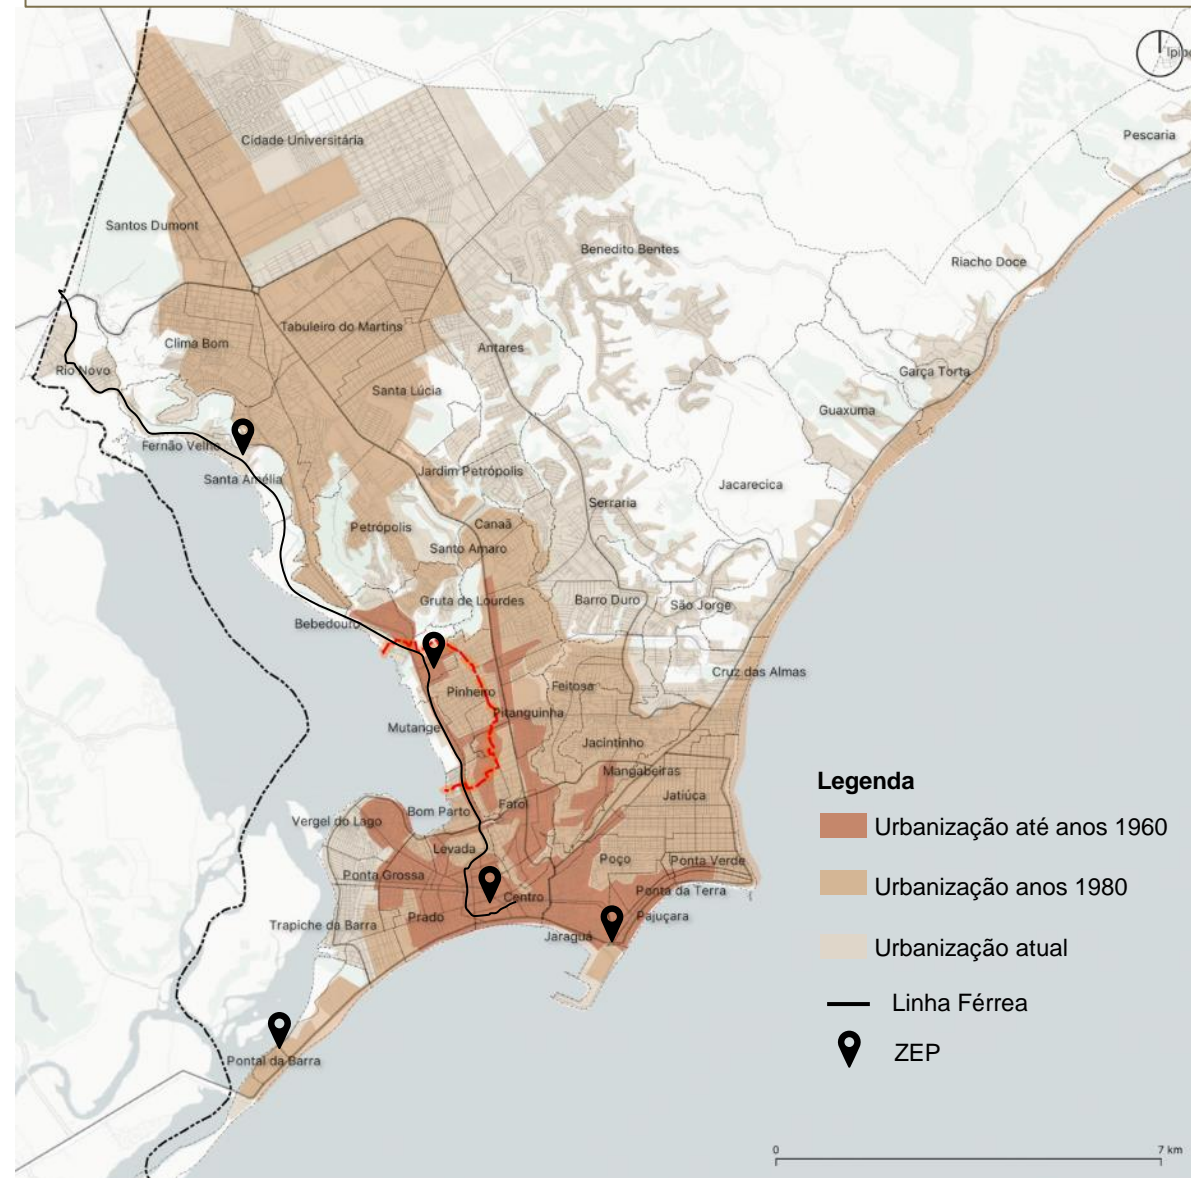 Pescaria
Cidade Universitária
Santos Dumont
Benedito Bentes
Riacho Doce
Tabuleiro do Martins
Clima Bom
Antares
Rio Novo
Garça Torta
Santa Lúcia
Guaxuma
Fernão Velho
Santa Amélia
Jardim Petrópolis
Jacarecica
Serraria
Petrópolis
Canaã
Santo Amaro
Gruta de Lourdes
Barro Duro
São Jorge
Bebedouro
Cruz das Almas
Pinheiro
Feitosa
Pitanguinha
Mutange
Jacintinho
Mangabeiras
Jatiúca
Bom Parto
Farol
Vergel do Lago
Levada
Poço
Ponta Verde
Ponta Grossa
Centro
Ponta da Terra
Prado
Pajuçara
Trapiche da Barra
Jaraguá
Pontal da Barra
Legenda
Urbanização até anos 1960
Urbanização anos 1980
Urbanização atual
Linha Férrea
ZEP
0
7 km